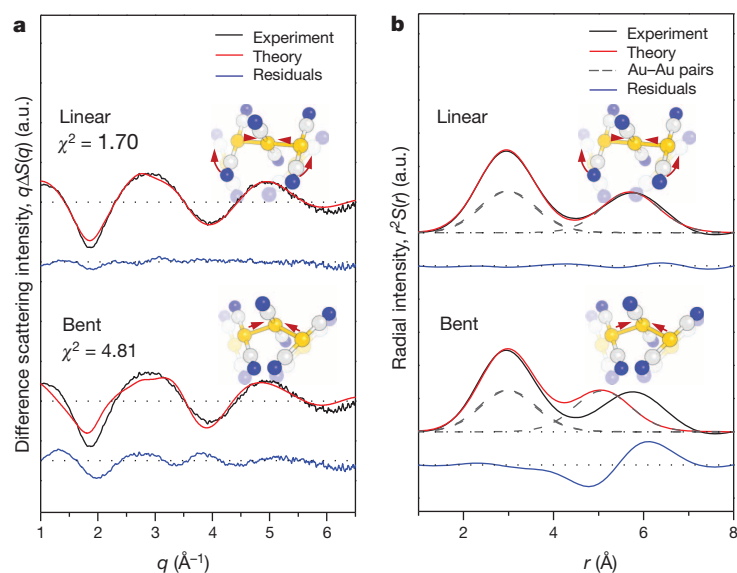 a
Experiment
Theory
Residuals
Linear
χ² = 1.70
Bent
χ² = 4.81
Difference scattering intensity, qΔS(q) (a.u.)
1 2 3 4 5 6
q (Å⁻¹)
b
Experiment
Theory
Au–Au pairs
Residuals
Linear
Bent
Radial intensity, r²S(r) (a.u.)
2 4 6 8
r (Å)